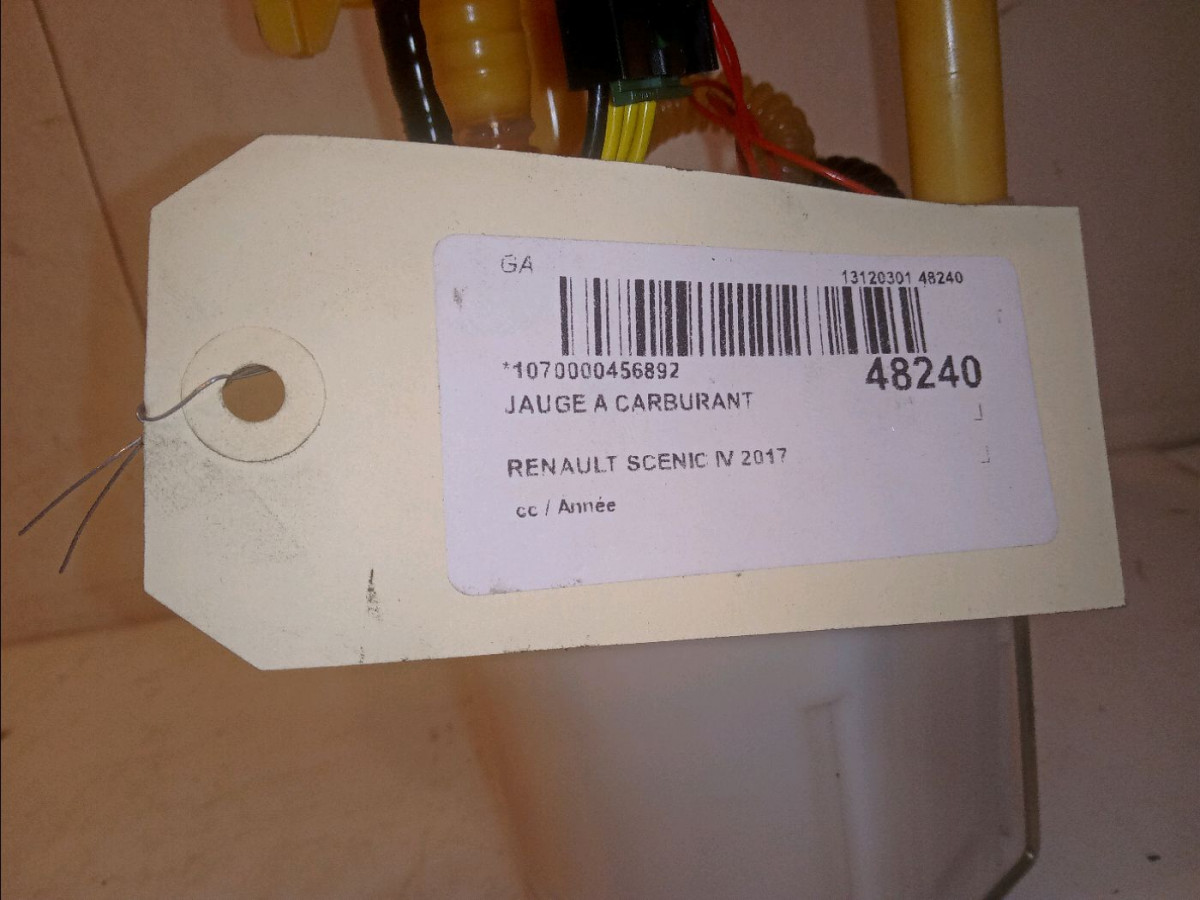 GA
13120301 48240
*1070000456892
48240
JAUGE A CARBURANT
RENAULT SCENIC IV 2017
cc / Année